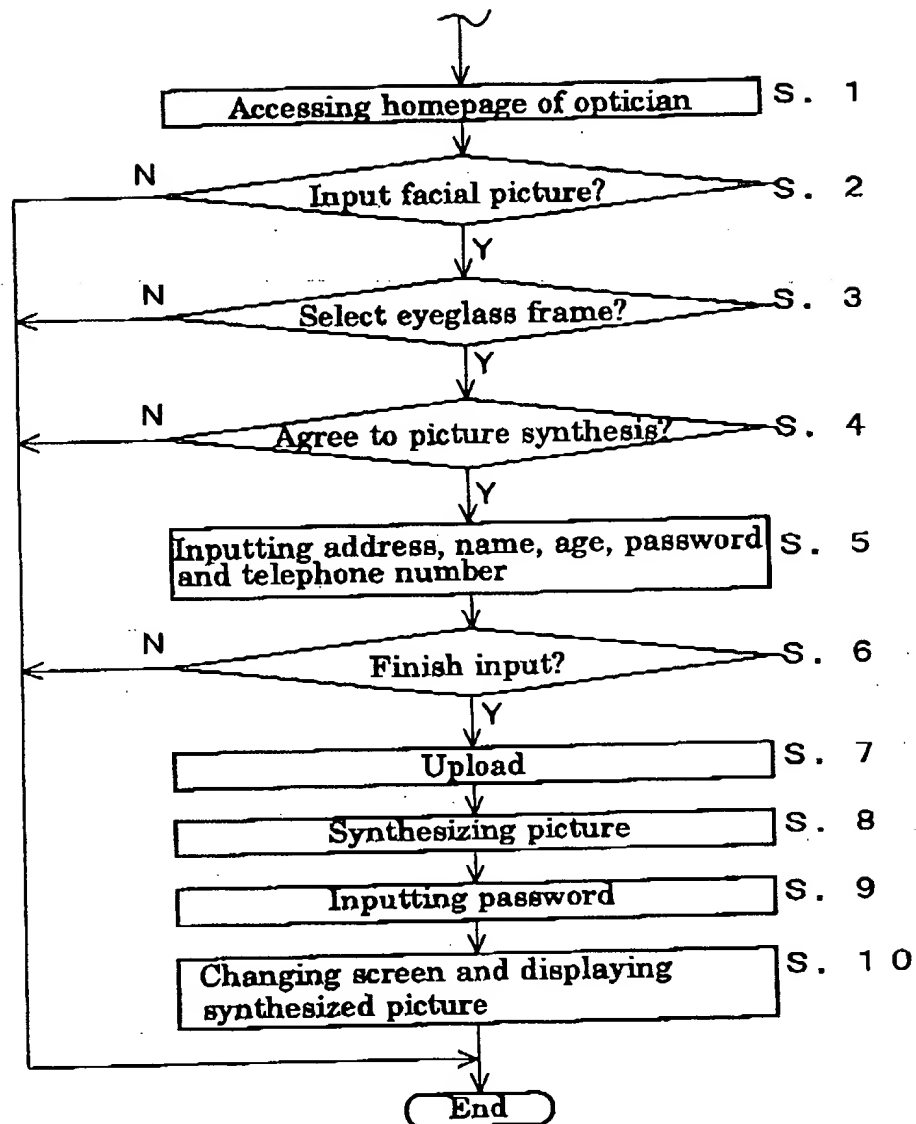 Accessing homepage of optician S. 1
N
Input facial picture? S. 2
Y
N
Select eyeglass frame? S. 3
Y
N
Agree to picture synthesis? S. 4
Y
Inputting address, name, age, password
and telephone number
S. 5
N
Finish input? S. 6
Y
Upload S. 7
Synthesizing picture S. 8
Inputting password S. 9
Changing screen and displaying
synthesized picture
S. 10
End